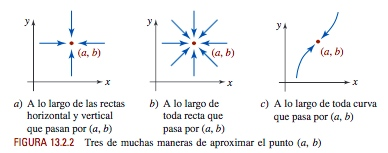 y
(a, b)
x
y
(a, b)
x
y
(a, b)
x
a) A lo largo de las rectas
horizontal y vertical
que pasan por (a, b)
b) A lo largo de
toda recta que
pasa por (a, b)
c) A lo largo de toda curva
que pasa por (a, b)
FIGURA 13.2.2 Tres de muchas maneras de aproximar el punto (a, b)